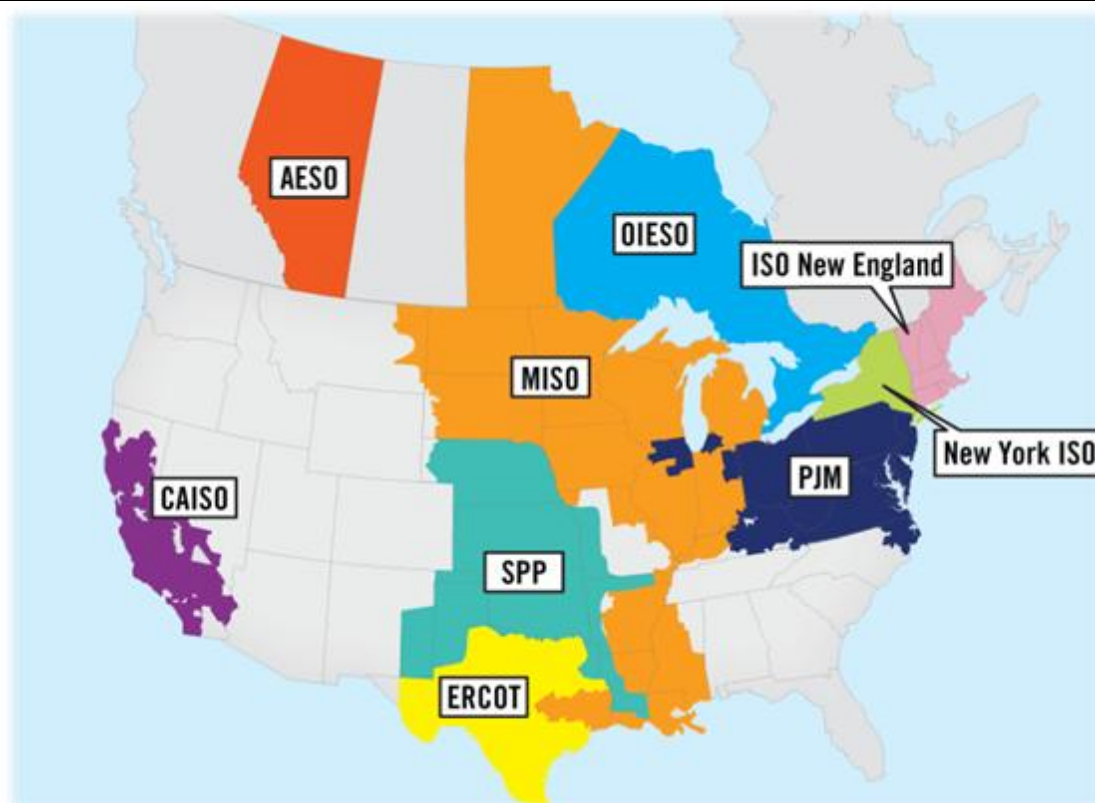 AESO
OIESO
ISO New England
MISO
New York ISO
CAISO
PJM
SPP
ERCOT